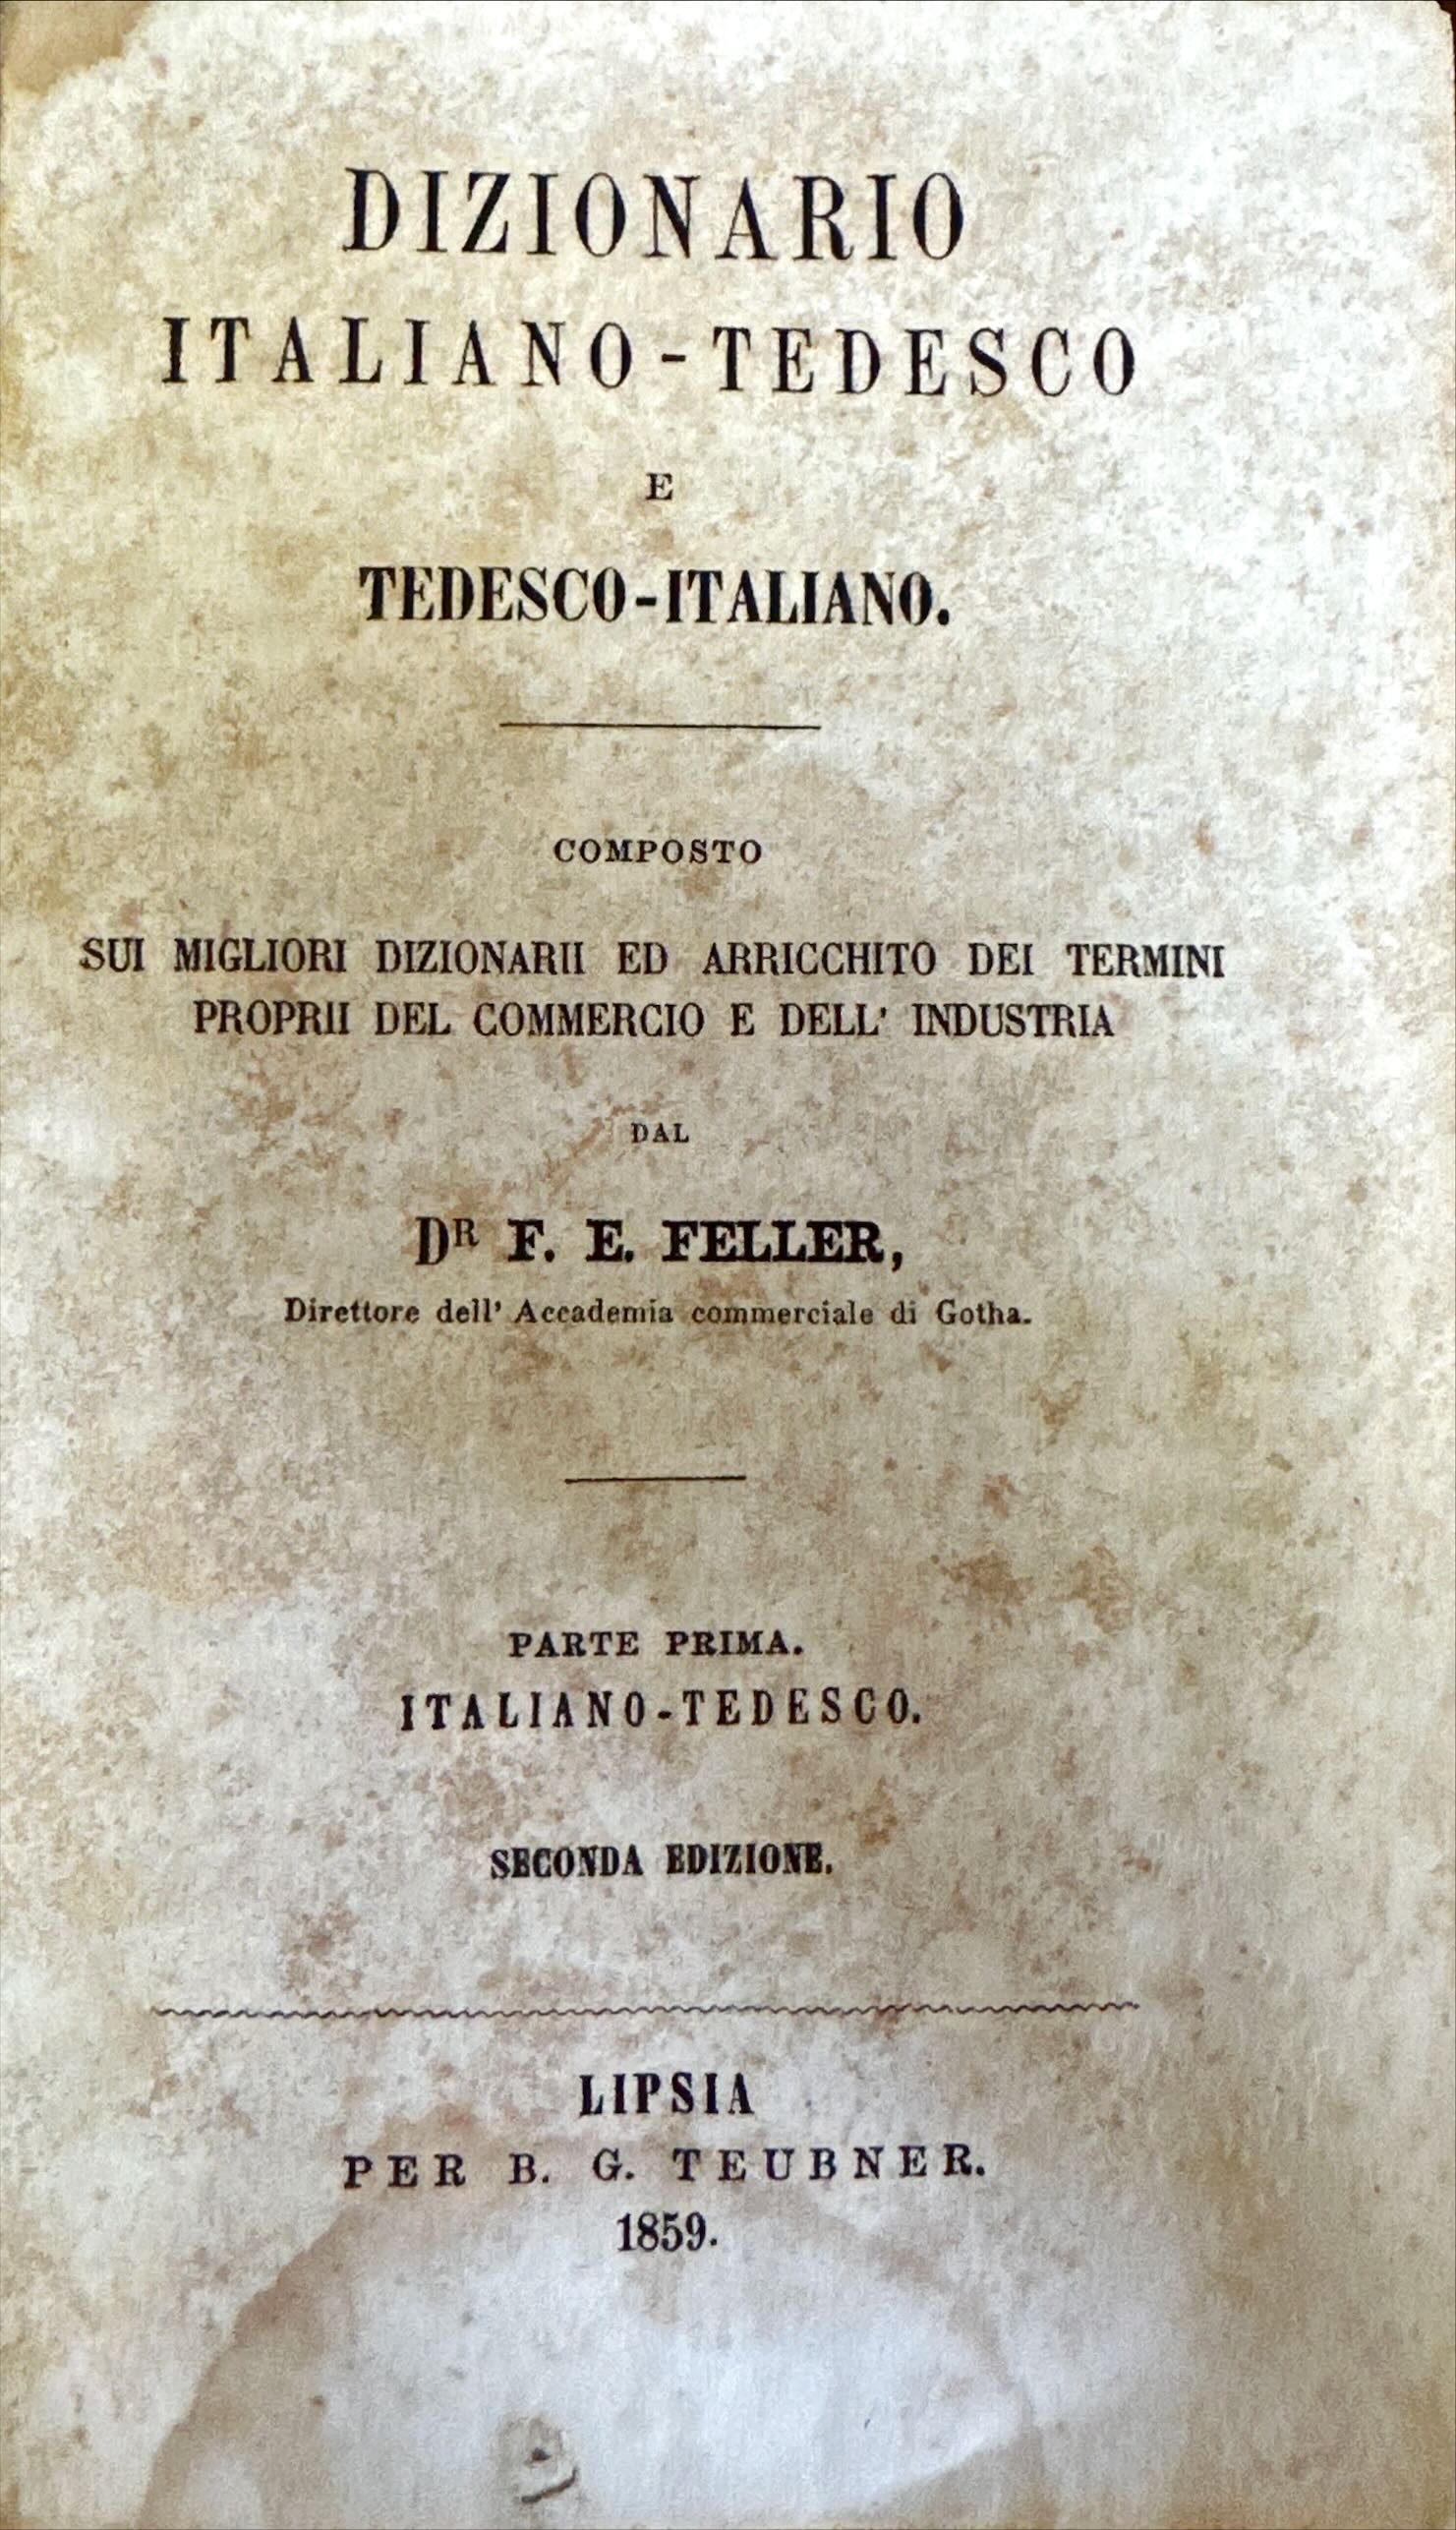 DIZIONARIO
ITALIANO-TEDESCO
E
TEDESCO-ITALIANO.
COMPOSTO
SUI MIGLIORI DIZIONARII ED ARRICCHITO DEI TERMINI
PROPRII DEL COMMERCIO E DELL' INDUSTRIA
DAL
DR F. E. FELLER,
Direttore dell' Accademia commerciale di Gotha.
PARTE PRIMA.
ITALIANO-TEDESCO.
SECONDA EDIZIONE.
LIPSIA
PER B. G. TEUBNER.
1859.